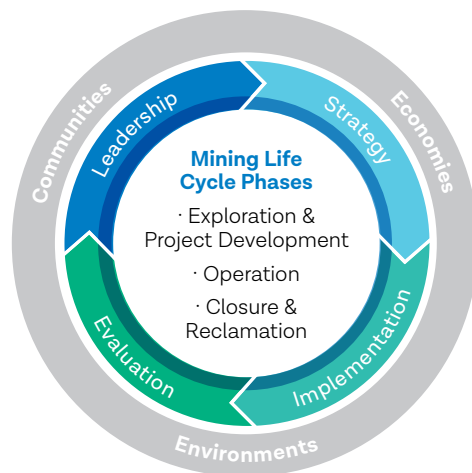 Communities
Economies
Environments
Leadership
Strategy
Implementation
Evaluation
Mining Life
Cycle Phases
· Exploration &
Project Development
· Operation
· Closure &
Reclamation